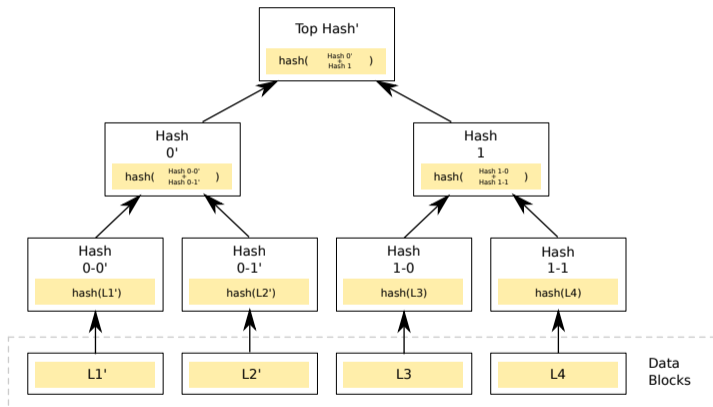 Top Hash'
hash( Hash 0' + Hash 1 )
Hash
0'
hash( Hash 0-0' + Hash 0-1' )
Hash
1
hash( Hash 1-0 + Hash 1-1 )
Hash
0-0'
hash(L1')
Hash
0-1'
hash(L2')
Hash
1-0
hash(L3)
Hash
1-1
hash(L4)
L1'
L2'
L3
L4
Data
Blocks